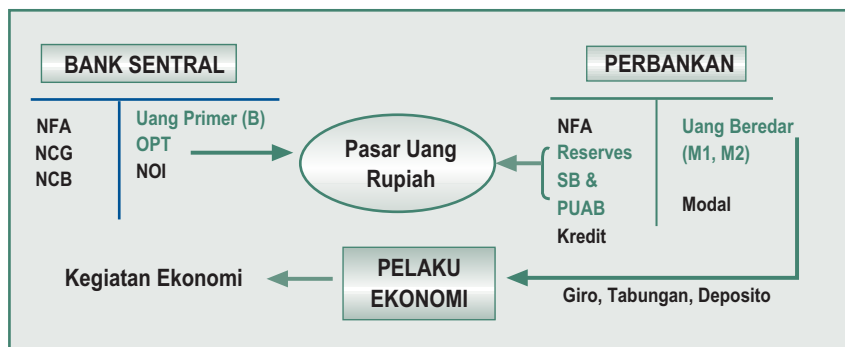 BANK SENTRAL
NFA
NCG
NCB
Uang Primer (B)
OPT
NOI
Pasar Uang
Rupiah
PERBANKAN
NFA
Reserves
SB &
PUAB
Kredit
Uang Beredar
(M1, M2)
Modal
Kegiatan Ekonomi
PELAKU
EKONOMI
Giro, Tabungan, Deposito